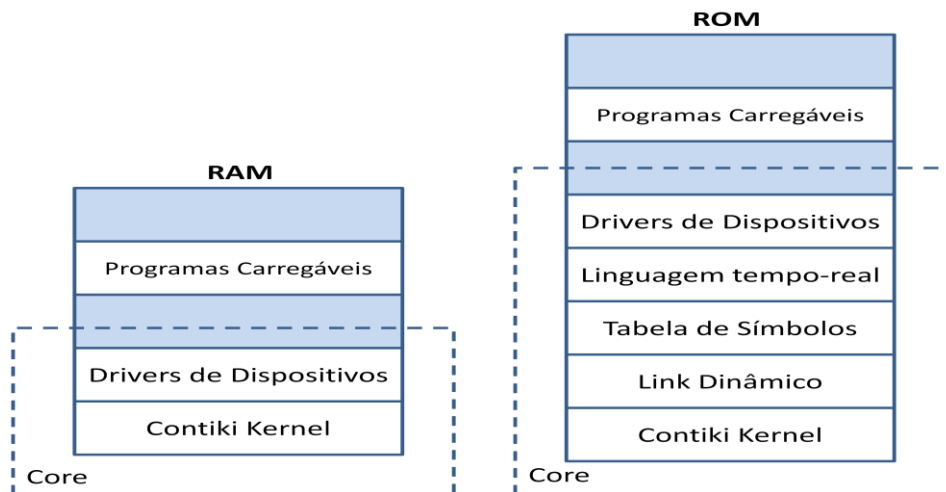 RAM
Programas Carregáveis
Drivers de Dispositivos
Contiki Kernel
Core
ROM
Programas Carregáveis
Drivers de Dispositivos
Linguagem tempo-real
Tabela de Símbolos
Link Dinâmico
Contiki Kernel
Core